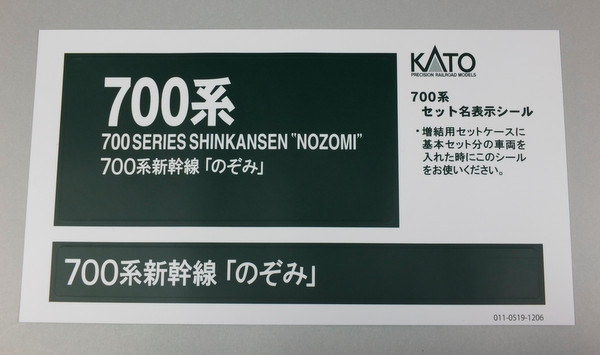 700系
700 SERIES SHINKANSEN "NOZOMI"
700系新幹線「のぞみ」
KATO
PRECISION RAILROAD MODELS
700系
セット名表示シール
・増結用セットケースに
基本セット分の車両を
入れた時にこのシール
をお使いください。
700系新幹線「のぞみ」
011-0519-1206